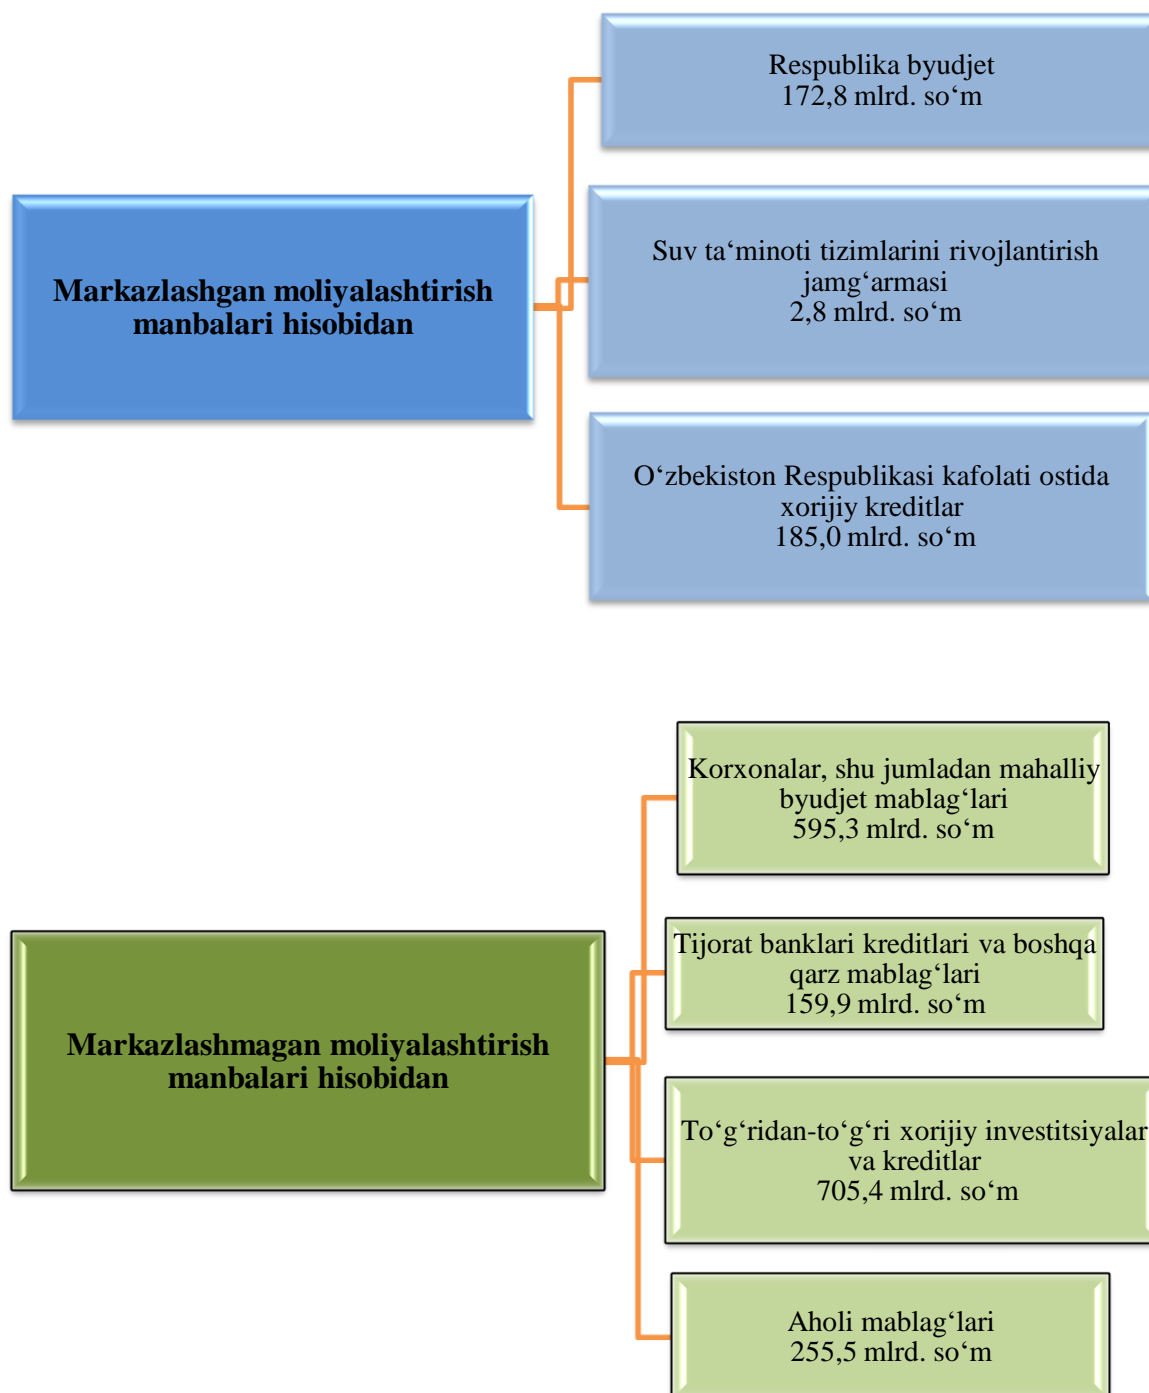 Markazlashgan moliyalashtirish
manbalari hisobidan
Respublika byudjet
172,8 mlrd. so‘m
Suv ta‘minoti tizimlarini rivojlantirish
jamg‘armasi
2,8 mlrd. so‘m
O‘zbekiston Respublikasi kafolati ostida
xorijiy kreditlar
185,0 mlrd. so‘m
Markazlashmagan moliyalashtirish
manbalari hisobidan
Korxonalar, shu jumladan mahalliy
byudjet mablag‘lari
595,3 mlrd. so‘m
Tijorat banklari kreditlari va boshqa
qarz mablag‘lari
159,9 mlrd. so‘m
To‘g‘ridan-to‘g‘ri xorijiy investitsiyalar
va kreditlar
705,4 mlrd. so‘m
Aholi mablag‘lari
255,5 mlrd. so‘m